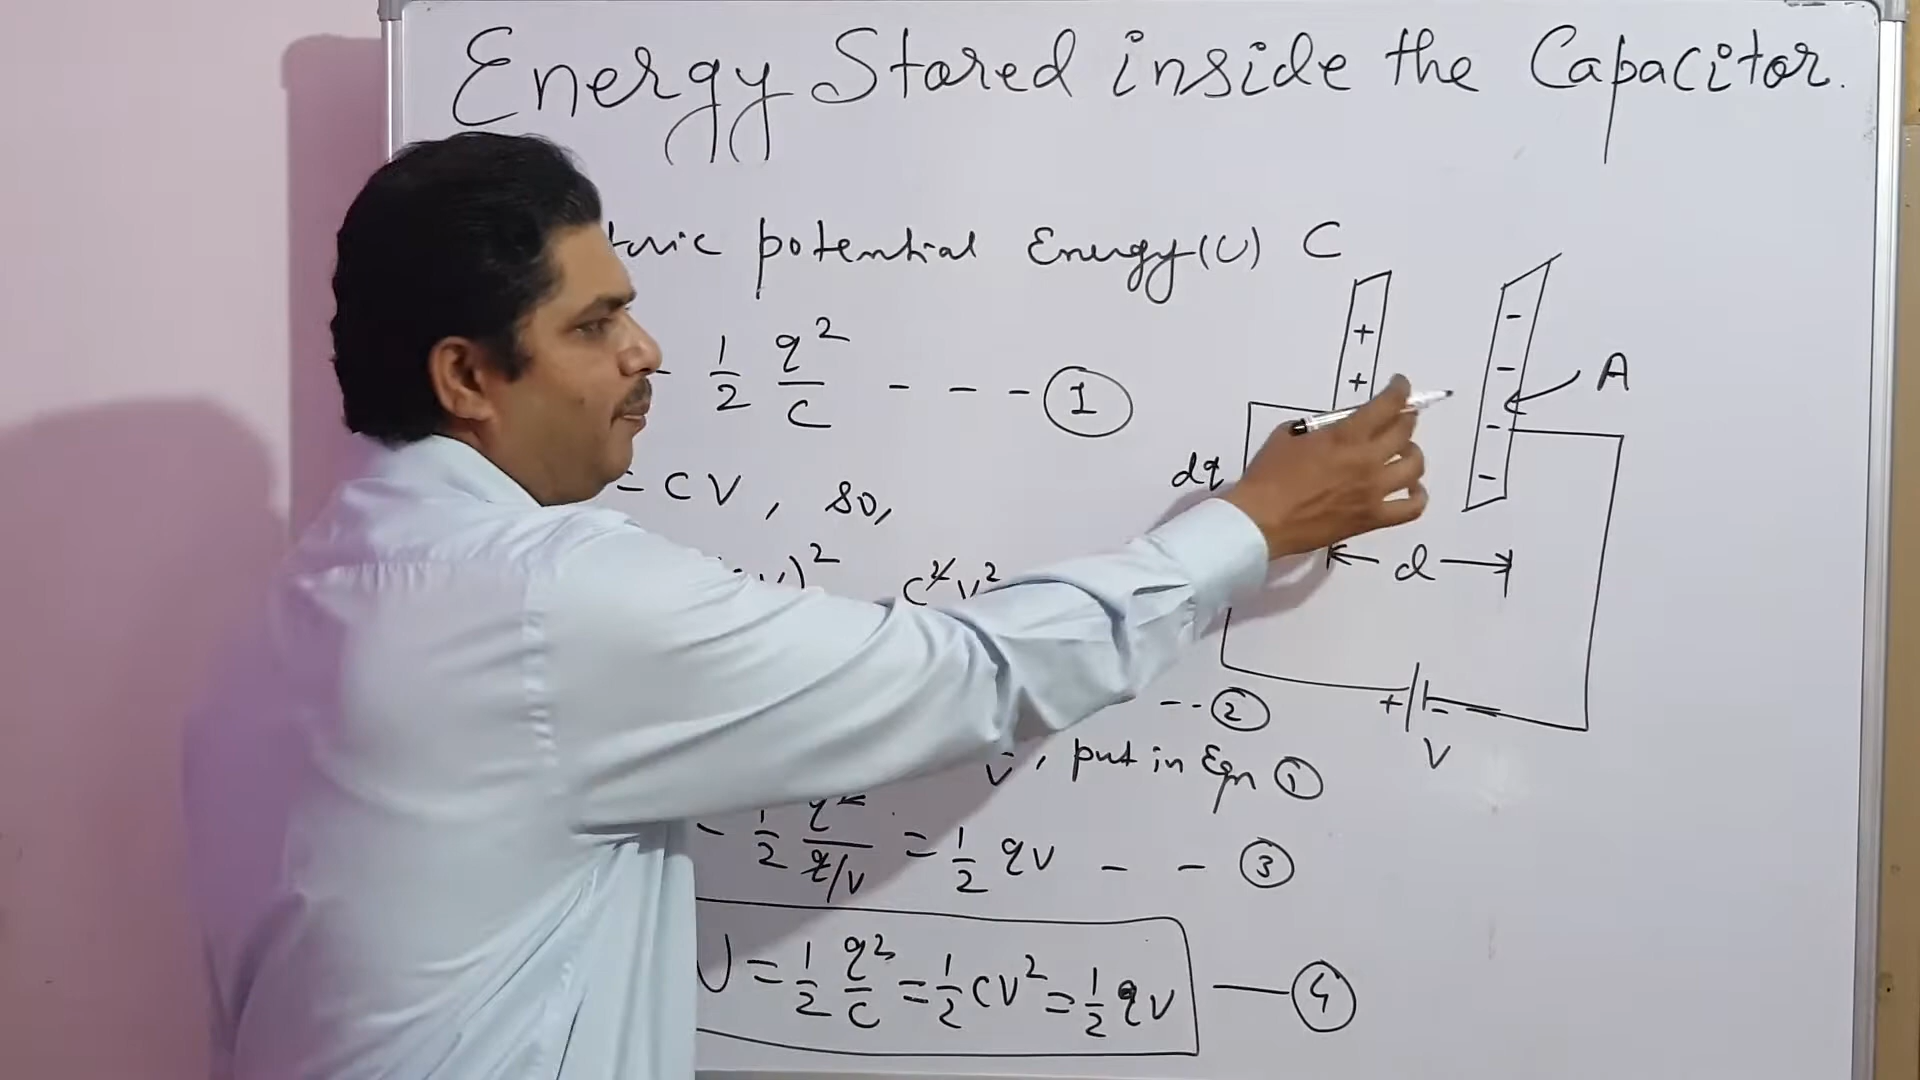 Energy Stored inside the Capacitor.
potential Energy (U) C
1/2 q²/C - - - ①
= CV, so,
C²V²
- - ②
put in Eqn ①
1/2 q²/q/V = 1/2 qV - - ③
U = 1/2 q²/C = 1/2 CV² = 1/2 qV — ④
+
+
-
-
-
-
A
dq
d
+ -
V